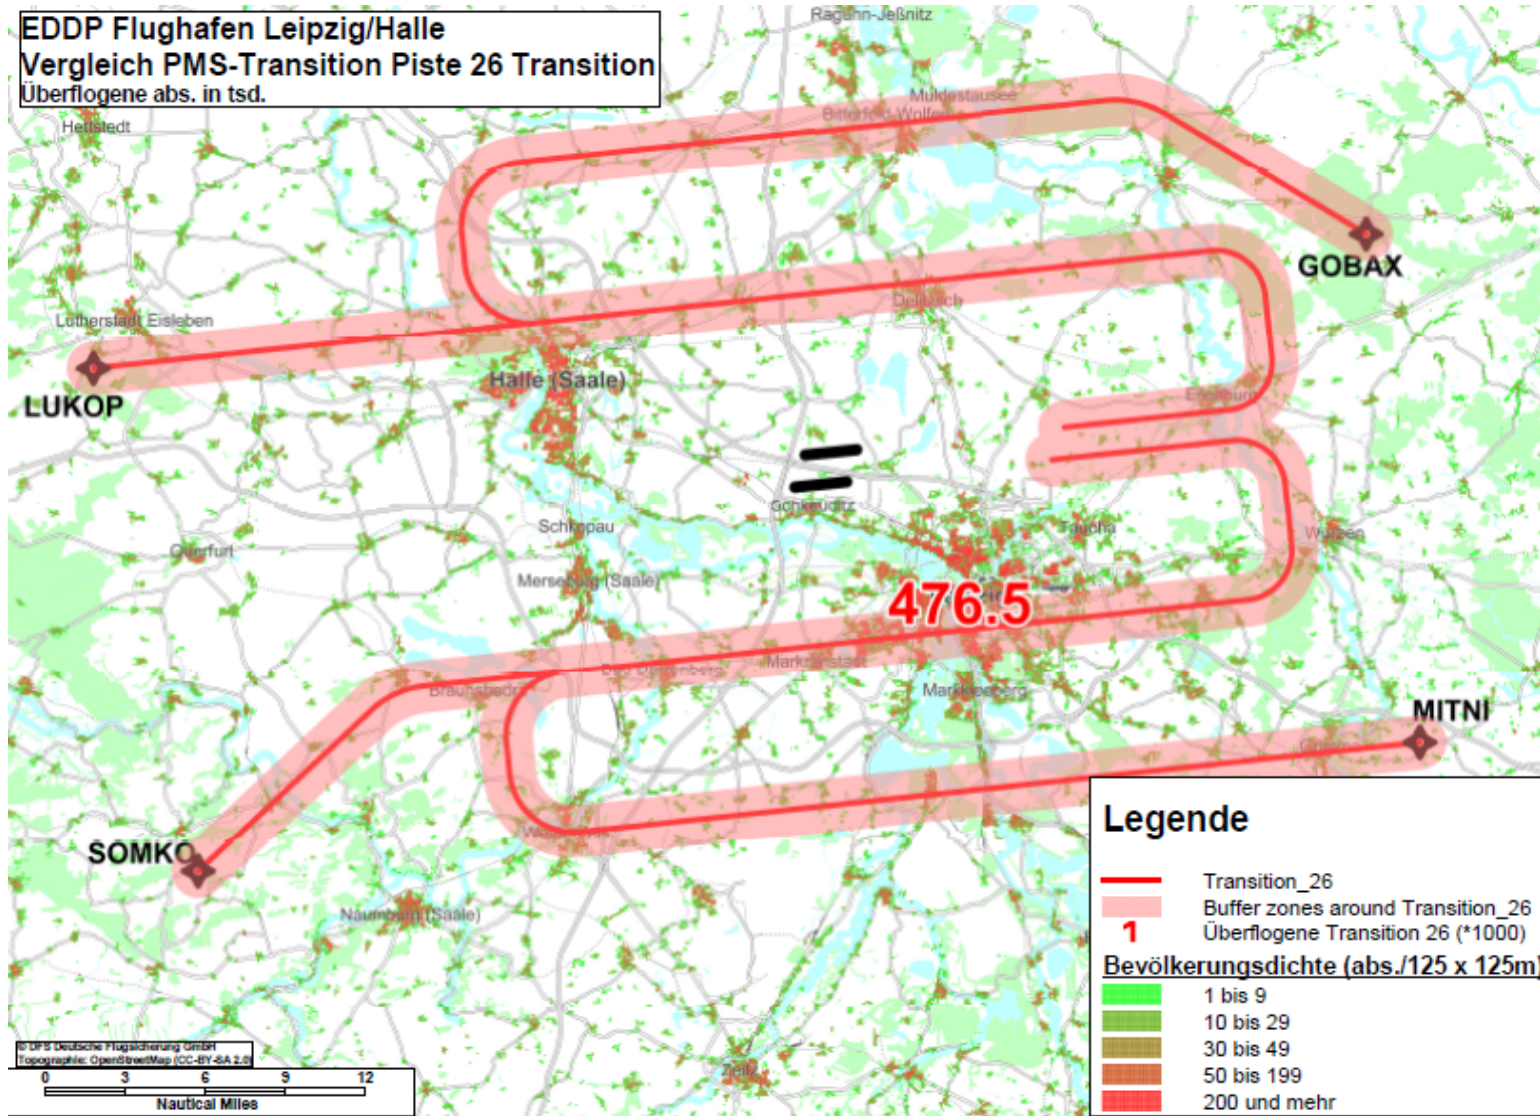 EDDP Flughafen Leipzig/Halle
Vergleich PMS-Transition Piste 26 Transition
Überflogene abs. in tsd.
Raguhn-Jeßnitz
Hettstedt
Muldestausee
Bitterfeld-Wolfen
GOBAX
Lutherstadt Eisleben
Delitzsch
LUKOP
Halle (Saale)
Eilenburg
Schkeuditz
Schkopau
Taucha
Wurzen
Querfurt
Merseburg (Saale)
476.5
Markranstädt
Bad Dürrenberg
Braunsbedra
Markkleeberg
MITNI
SOMKO
Naumburg (Saale)
Zeitz
Legende
Transition_26
Buffer zones around Transition_26
1 Überflogene Transition 26 (*1000)
Bevölkerungsdichte (abs./125 x 125m)
1 bis 9
10 bis 29
30 bis 49
50 bis 199
200 und mehr
© DFS Deutsche Flugsicherung GmbH
Topographie: OpenStreetMap (CC-BY-SA 2.0)
0 3 6 9 12
Nautical Miles